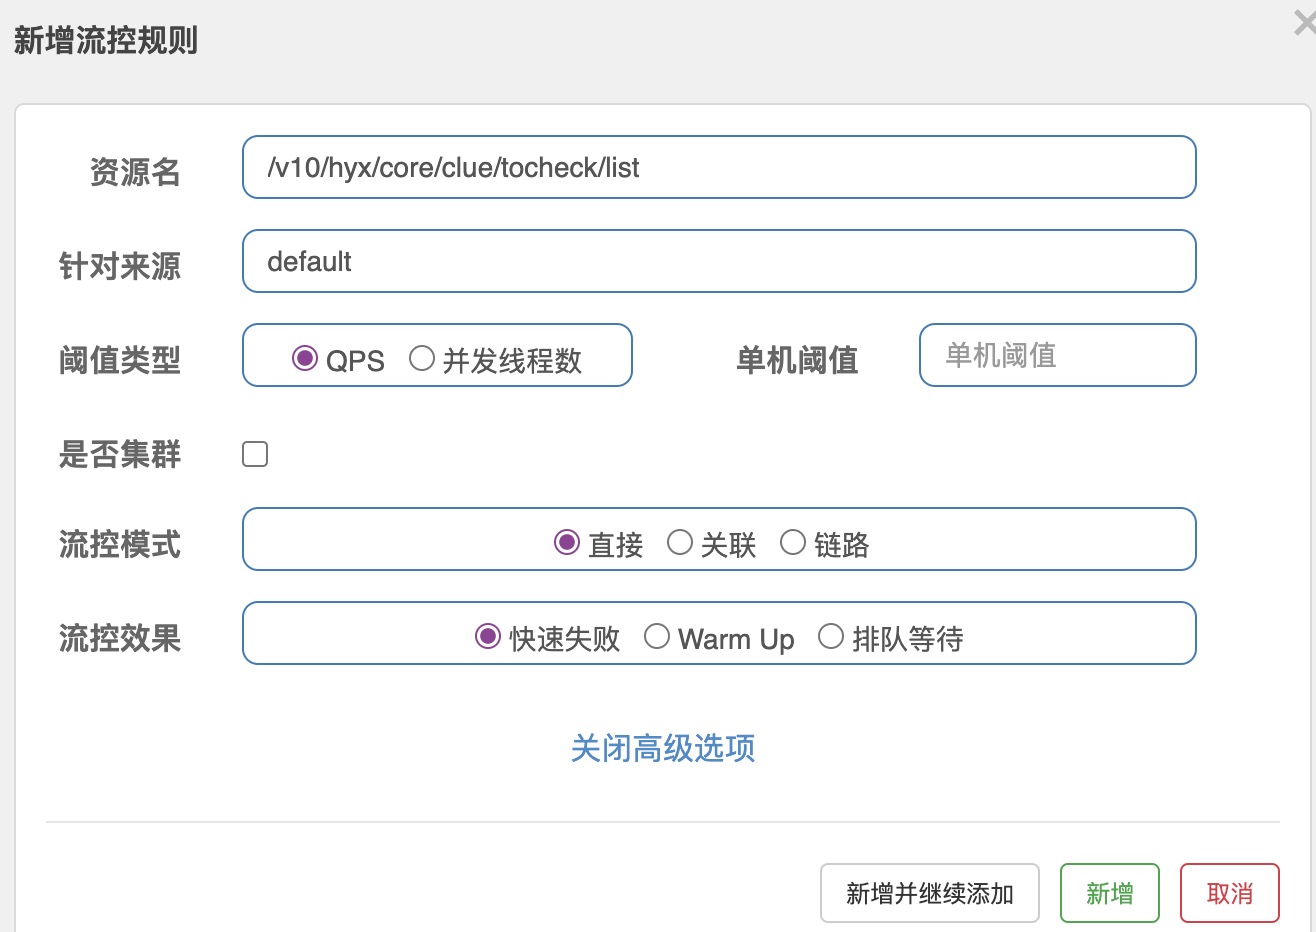 新增流控规则
资源名 /v10/hyx/core/clue/tocheck/list
针对来源 default
阈值类型 QPS 并发线程数 单机阈值 单机阈值
是否集群
流控模式 直接 关联 链路
流控效果 快速失败 Warm Up 排队等待
关闭高级选项
新增并继续添加 新增 取消